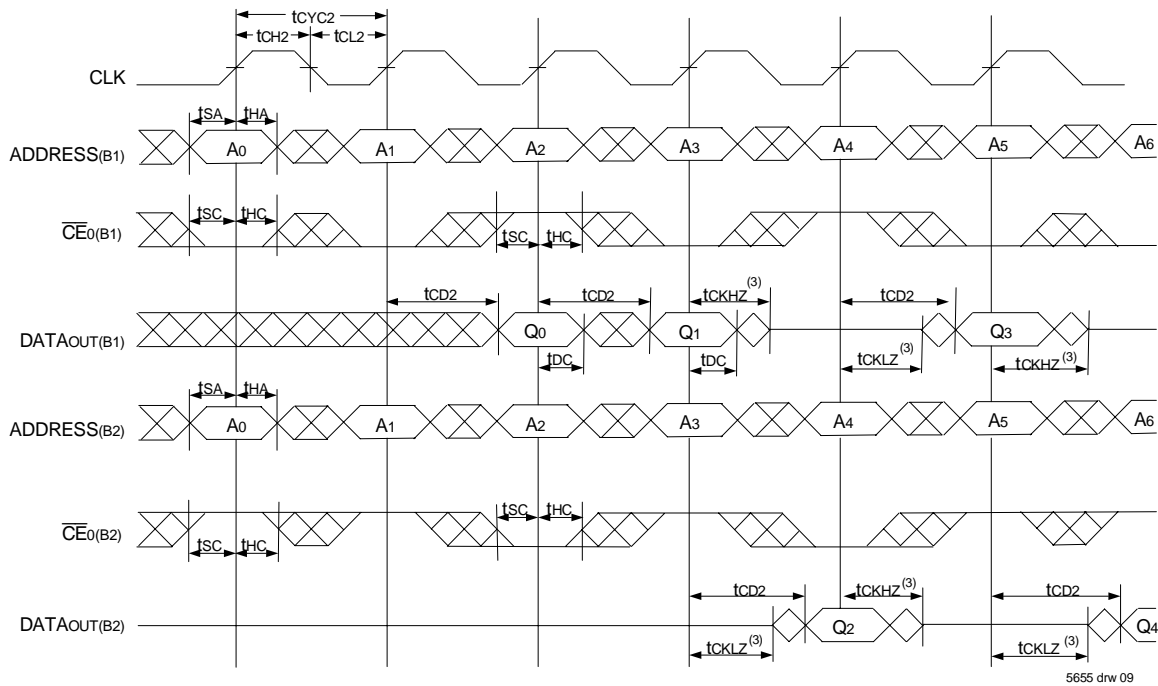 tCYC2
tCH2 tCL2
CLK
tSA tHA
ADDRESS(B1) A0 A1 A2 A3 A4 A5 A6
tSC tHC
CE0(B1)
tSC tHC
tCD2 tCD2 tCKHZ(3) tCD2
DATAOUT(B1) Q0 Q1 Q3
tDC tDC tCKLZ(3) tCKHZ(3)
tSA tHA
ADDRESS(B2) A0 A1 A2 A3 A4 A5 A6
tSC tHC
CE0(B2)
tSC tHC
tCD2 tCKHZ(3) tCD2
DATAOUT(B2) Q2 Q4
tCKLZ(3) tCKLZ(3)
5655 drw 09